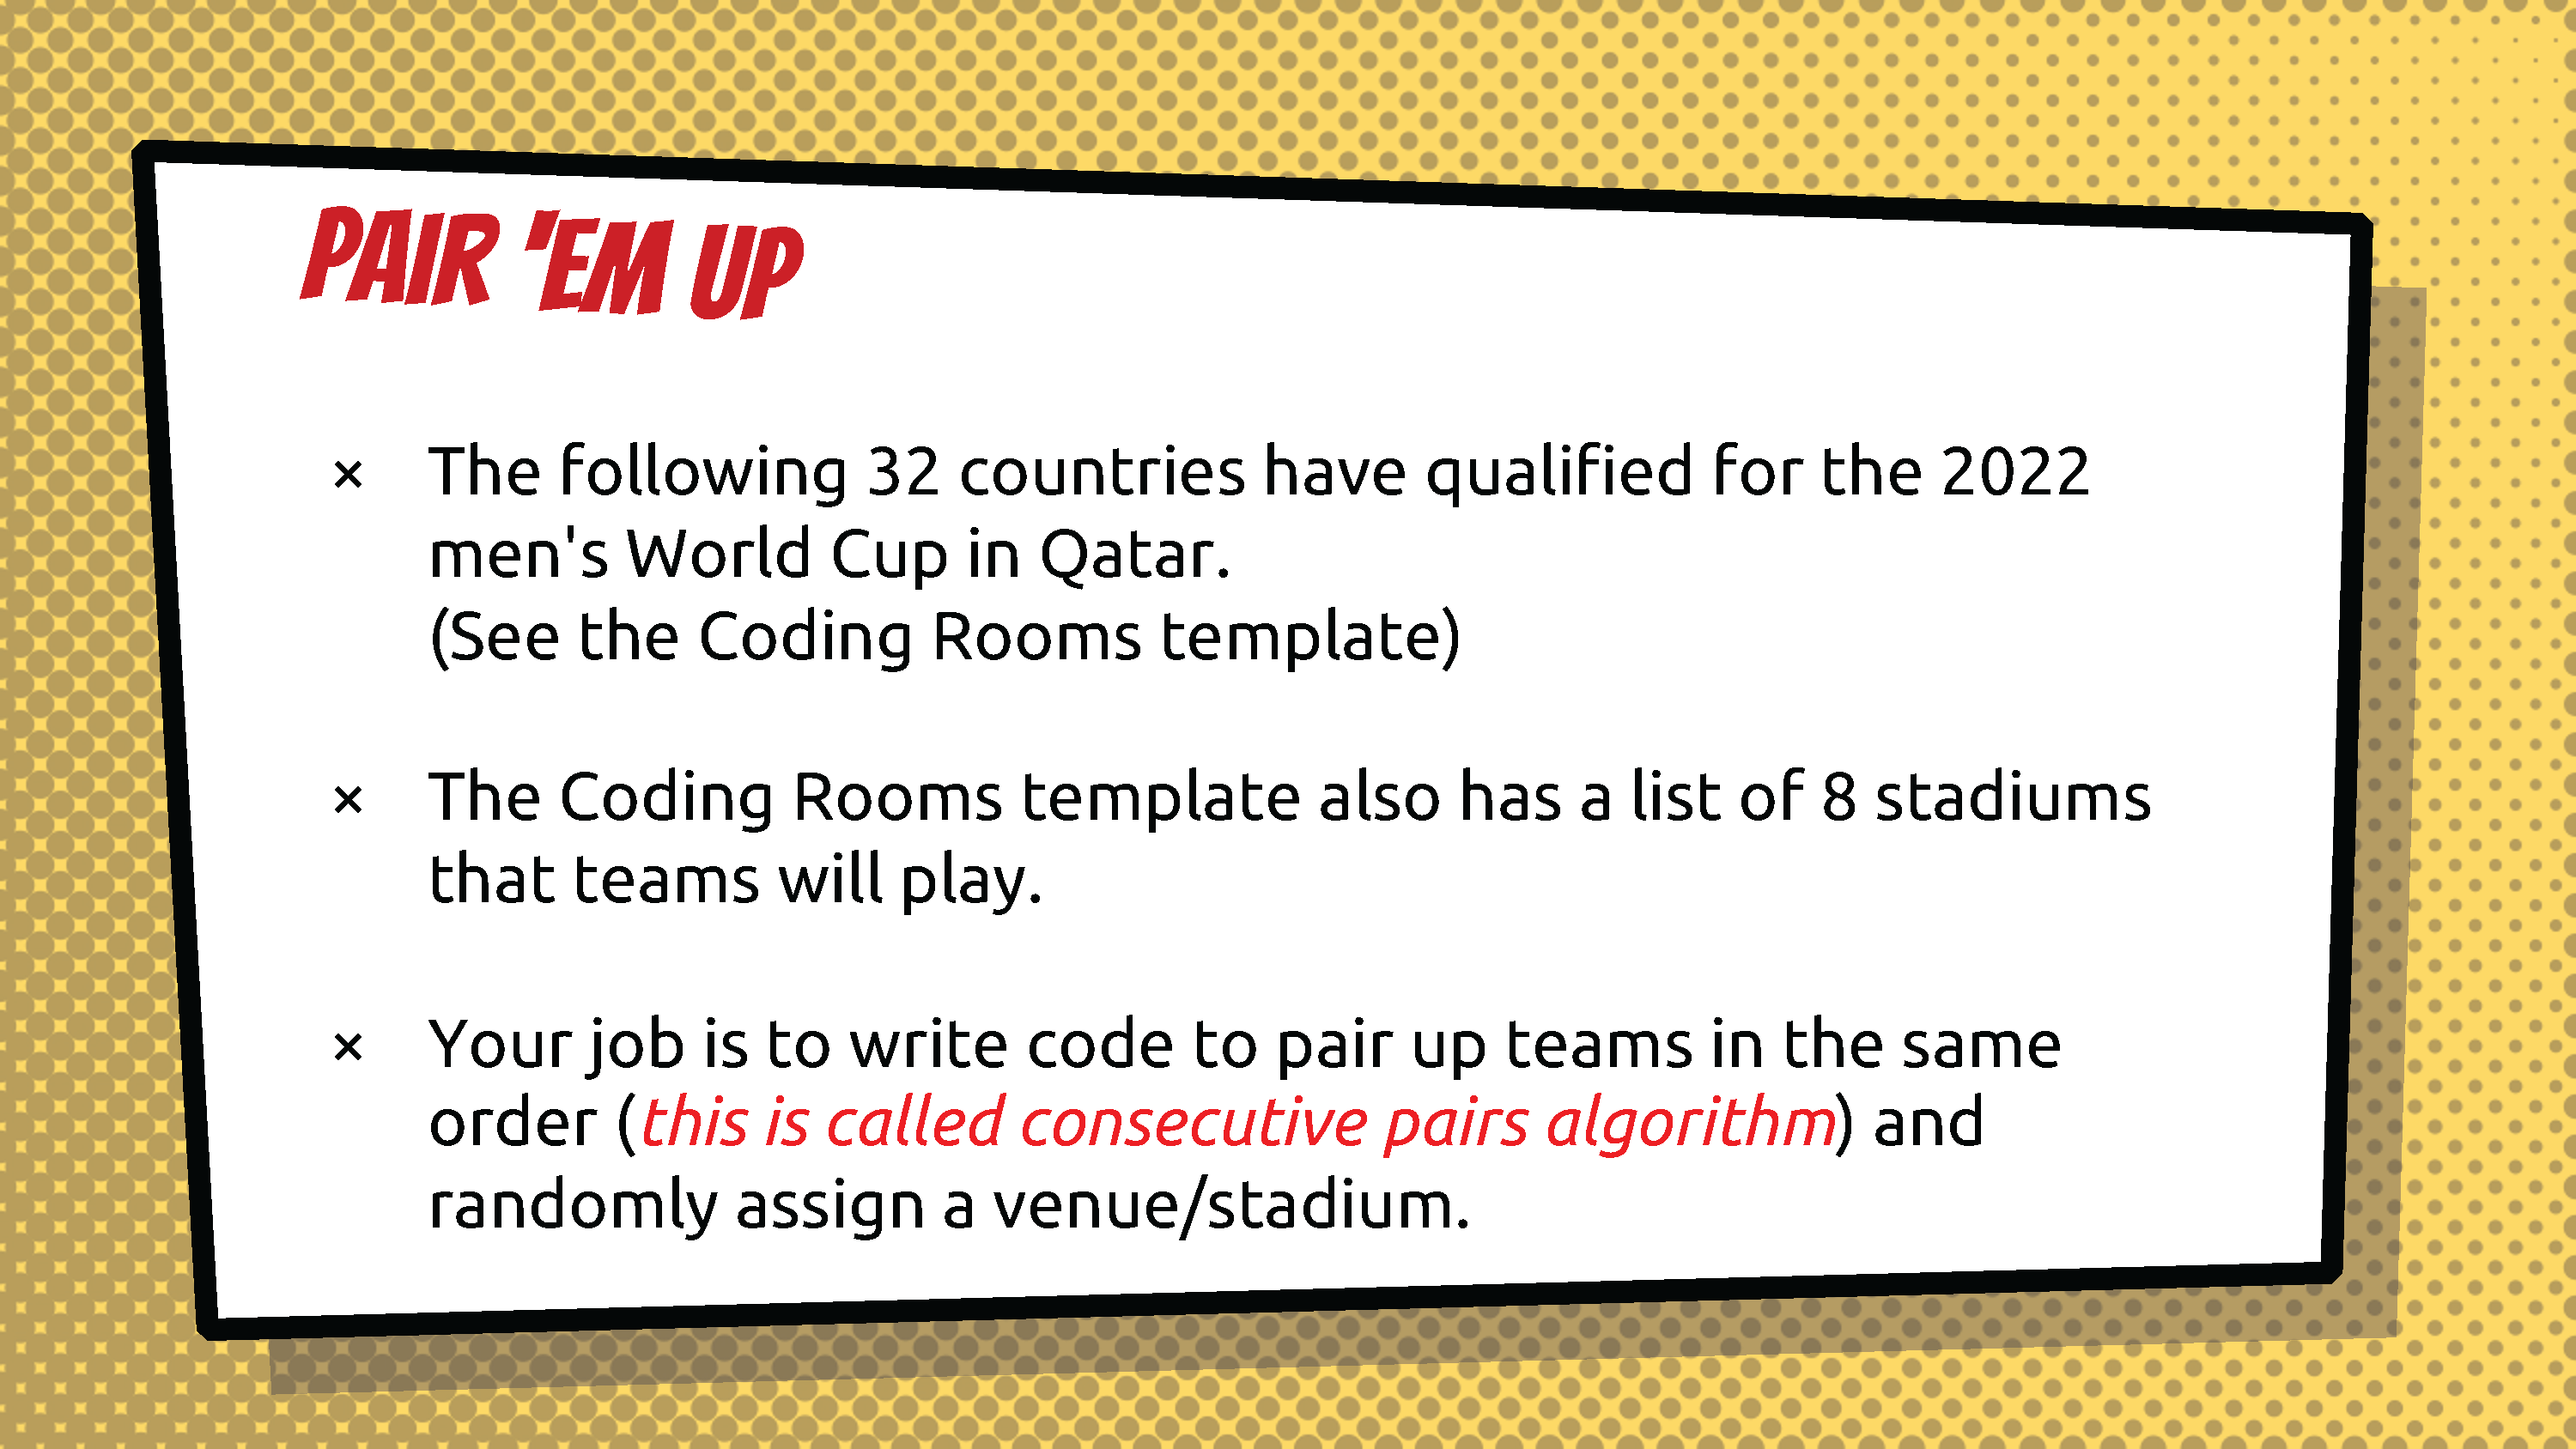 PAIR 'EM UP
× The following 32 countries have qualified for the 2022
men's World Cup in Qatar.
(See the Coding Rooms template)
× The Coding Rooms template also has a list of 8 stadiums
that teams will play.
× Your job is to write code to pair up teams in the same
order (this is called consecutive pairs algorithm) and
randomly assign a venue/stadium.